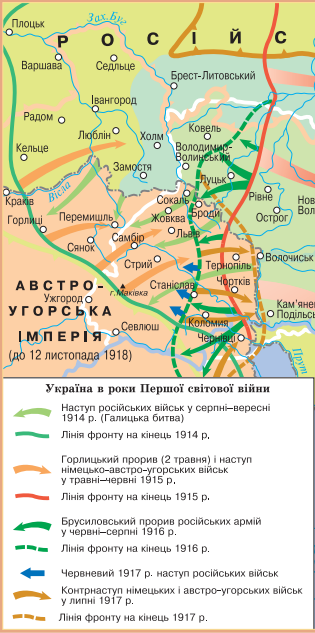 Плоцьк
Зах. Буг
РОСІЙС
Варшава
Седльце
Брест-Литовський
Івангород
Радом
Люблін
Холм
Ковель
Володимир-
Волинський
Кельце
Замостя
Луцьк
Вісла
Рівне
Сокаль
Краків
Жовква
Броди
Острог
Нов
Воли
Горлиці
Перемишль
Львів
Самбір
Сянок
Волочиськ
Стрий
Тернопіль
АВСТРО-
г. Маківка
Станіслав
Чортків
Ужгород
УГОРСЬКА
Коломия
Кам’янец
Подільсь
Севлюш
ІМПЕРІЯ
Чернівці
(до 12 листопада 1918)
Прут
Україна в роки Першої світової війни
Наступ російських військ у серпні–вересні
1914 р. (Галицька битва)
Лінія фронту на кінець 1914 р.
Горлицький прорив (2 травня) і наступ
німецько-австро-угорських військ
у травні–червні 1915 р.
Лінія фронту на кінець 1915 р.
Брусиловський прорив російських армій
у червні–серпні 1916 р.
Лінія фронту на кінець 1916 р.
Червневий 1917 р. наступ російських військ
Контрнаступ німецьких і австро-угорських військ
у липні 1917 р.
Лінія фронту на кінець 1917 р.